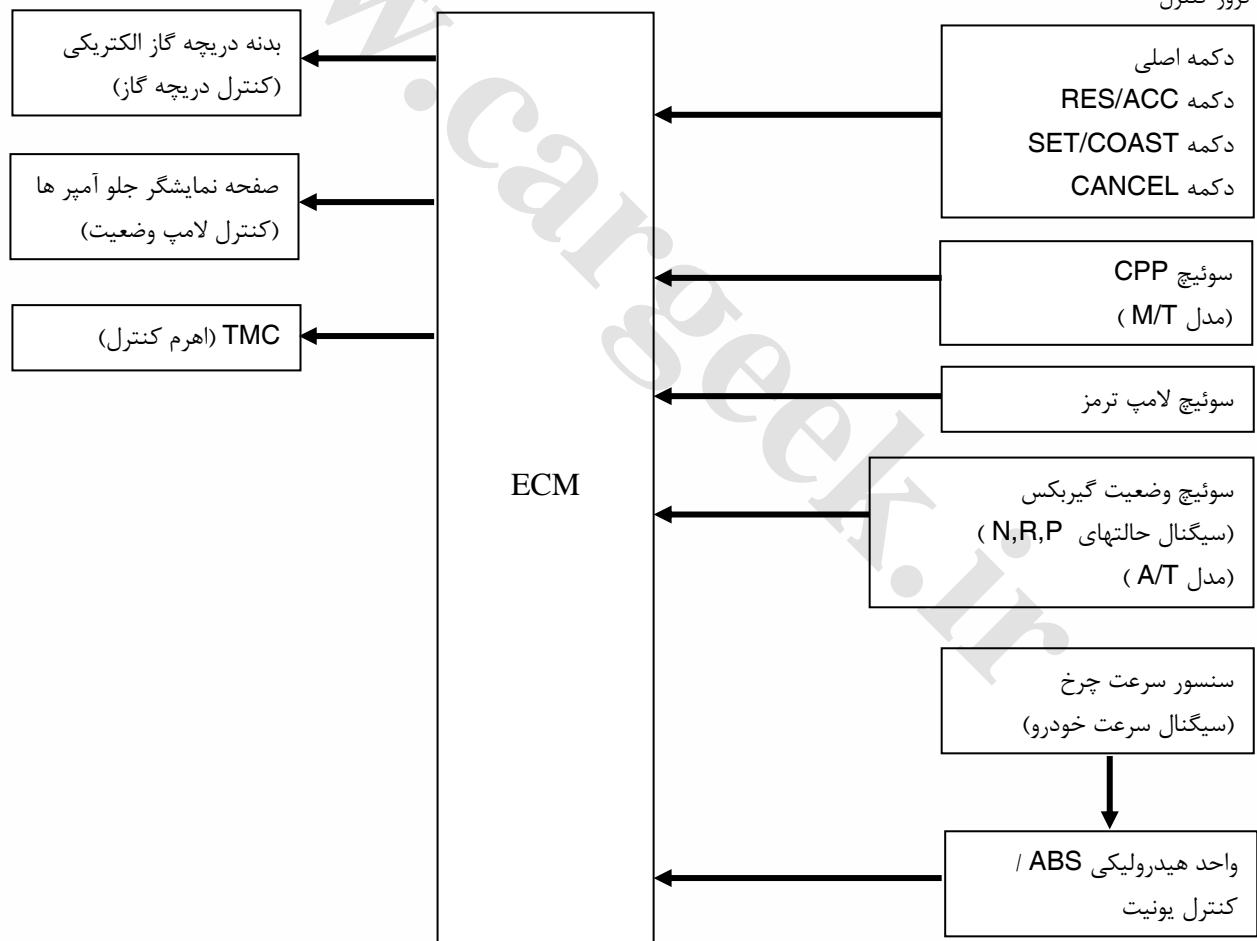 کروز کنترل
دکمه اصلی
دکمه RES/ACC
دکمه SET/COAST
دکمه CANCEL
سوئیچ CPP
(مدل M/T )
سوئیچ لامپ ترمز
سوئیچ وضعیت گیربکس
(سیگنال حالتهای N,R,P )
(مدل A/T )
سنسور سرعت چرخ
(سیگنال سرعت خودرو)
واحد هیدرولیکی ABS /
کنترل یونیت
ECM
بدنه دریچه گاز الکتریکی
(کنترل دریچه گاز)
صفحه نمایشگر جلو آمپر ها
(کنترل لامپ وضعیت)
TMC (اهرم کنترل)
w.cargeek.ir